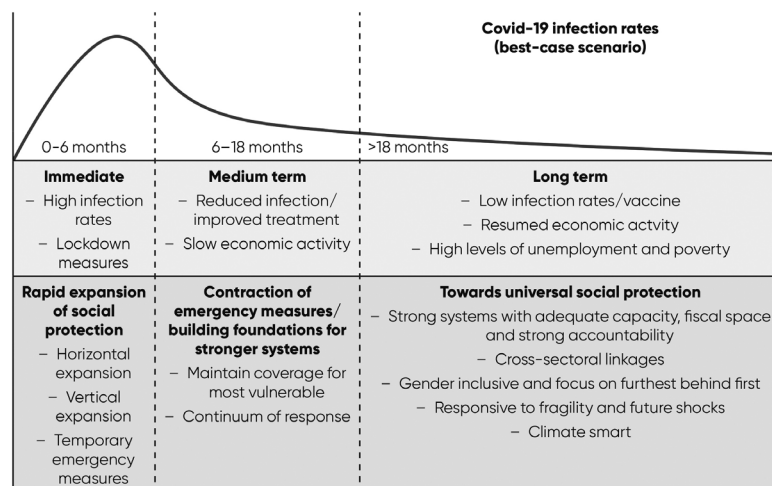 Covid-19 infection rates
(best-case scenario)
0-6 months
6–18 months
>18 months
Immediate
– High infection
rates
– Lockdown
measures
Medium term
– Reduced infection/
improved treatment
– Slow economic activity
Long term
– Low infection rates/vaccine
– Resumed economic actvity
– High levels of unemployment and poverty
Rapid expansion
of social
protection
– Horizontal
expansion
– Vertical
expansion
– Temporary
emergency
measures
Contraction of
emergency measures/
building foundations for
stronger systems
– Maintain coverage for
most vulnerable
– Continuum of response
Towards universal social protection
– Strong systems with adequate capacity, fiscal space
and strong accountability
– Cross-sectoral linkages
– Gender inclusive and focus on furthest behind first
– Responsive to fragility and future shocks
– Climate smart